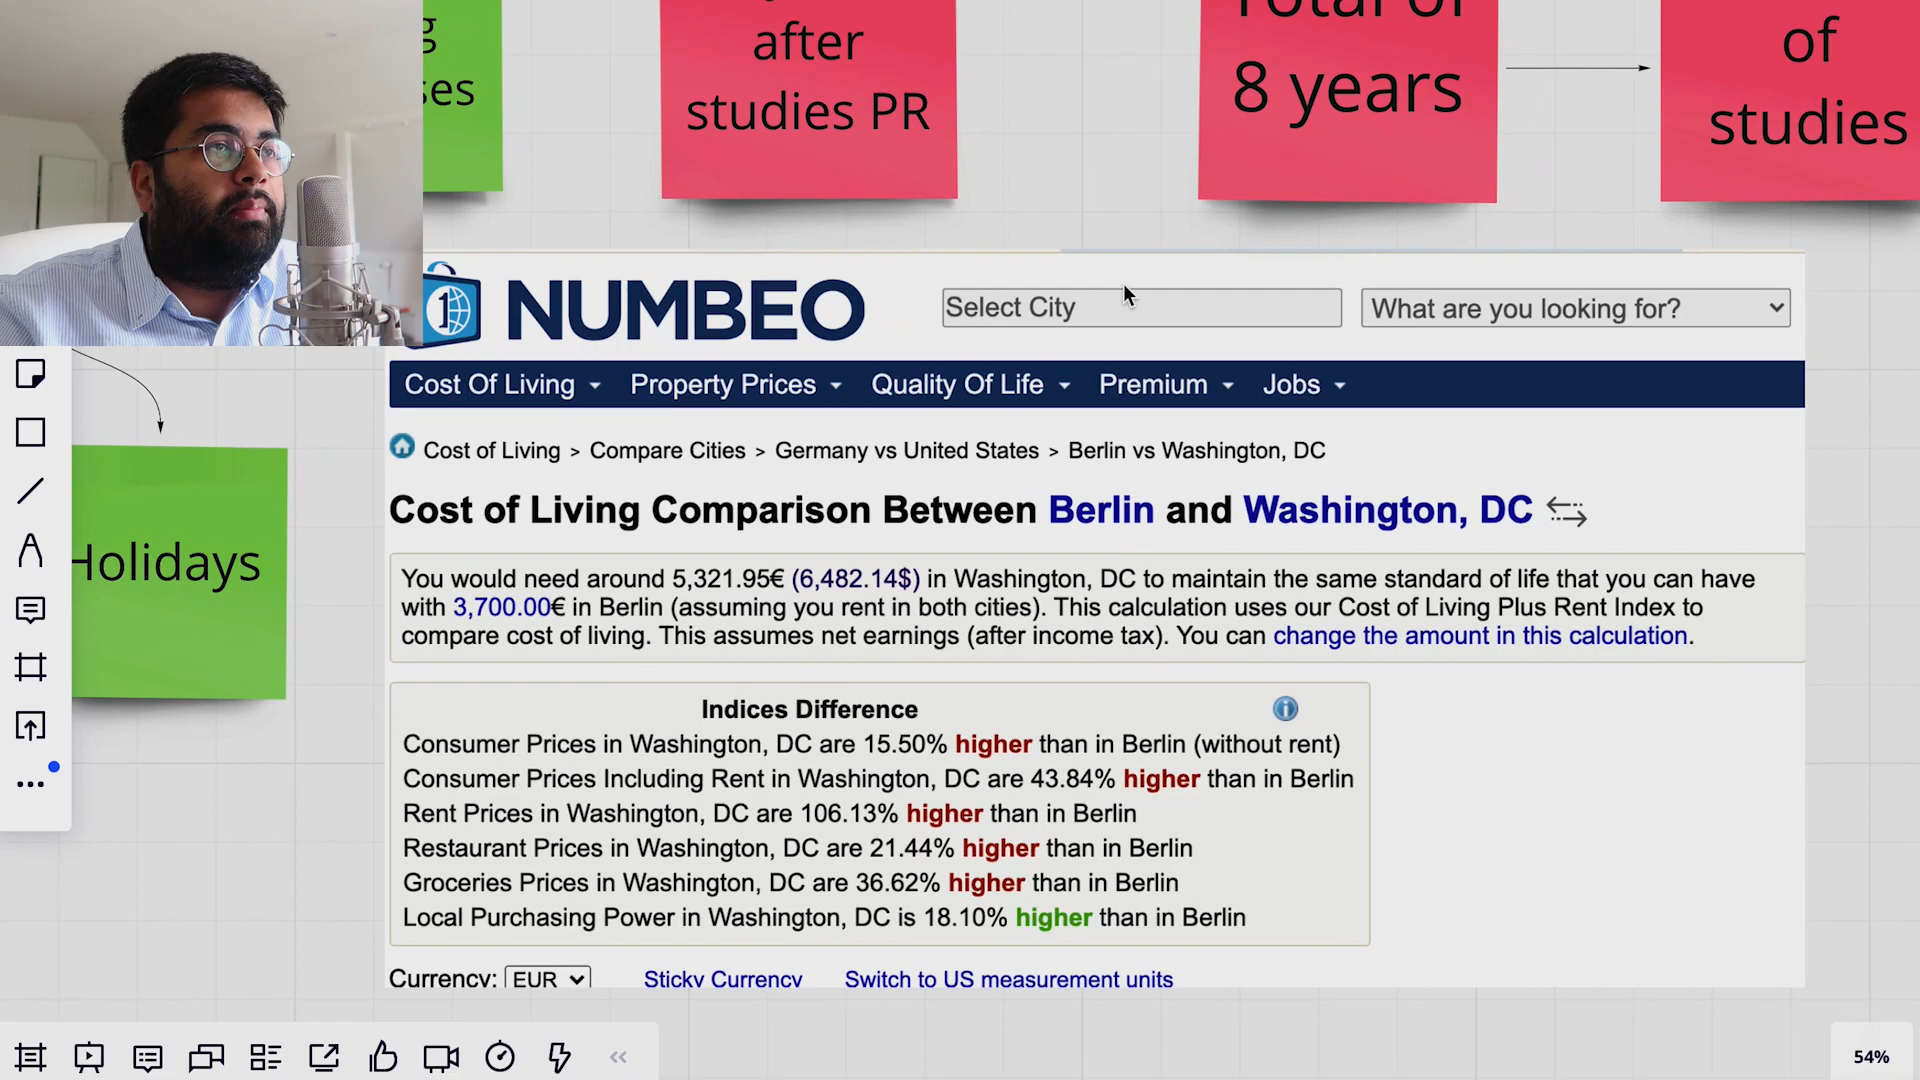 ses
after
studies PR
Total of
8 years
of
studies
1
NUMBEO
Select City
What are you looking for?
Cost Of Living
Property Prices
Quality Of Life
Premium
Jobs
Cost of Living > Compare Cities > Germany vs United States > Berlin vs Washington, DC
Cost of Living Comparison Between Berlin and Washington, DC
You would need around 5,321.95€ (6,482.14$) in Washington, DC to maintain the same standard of life that you can have
with 3,700.00€ in Berlin (assuming you rent in both cities). This calculation uses our Cost of Living Plus Rent Index to
compare cost of living. This assumes net earnings (after income tax). You can change the amount in this calculation.
Holidays
Indices Difference
Consumer Prices in Washington, DC are 15.50% higher than in Berlin (without rent)
Consumer Prices Including Rent in Washington, DC are 43.84% higher than in Berlin
Rent Prices in Washington, DC are 106.13% higher than in Berlin
Restaurant Prices in Washington, DC are 21.44% higher than in Berlin
Groceries Prices in Washington, DC are 36.62% higher than in Berlin
Local Purchasing Power in Washington, DC is 18.10% higher than in Berlin
Currency: EUR
Sticky Currency
Switch to US measurement units
54%